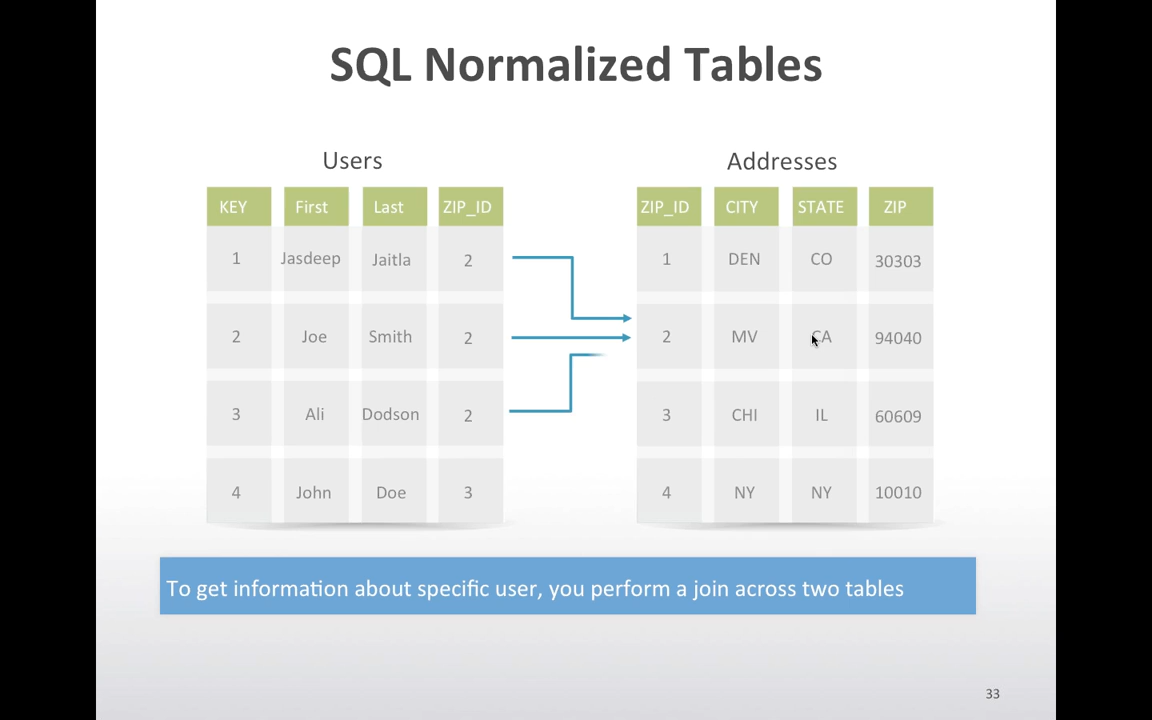 SQL Normalized Tables
Users
Addresses
KEY First Last ZIP_ID
1 Jasdeep Jaitla 2
2 Joe Smith 2
3 Ali Dodson 2
4 John Doe 3
ZIP_ID CITY STATE ZIP
1 DEN CO 30303
2 MV CA 94040
3 CHI IL 60609
4 NY NY 10010
To get information about specific user, you perform a join across two tables
33